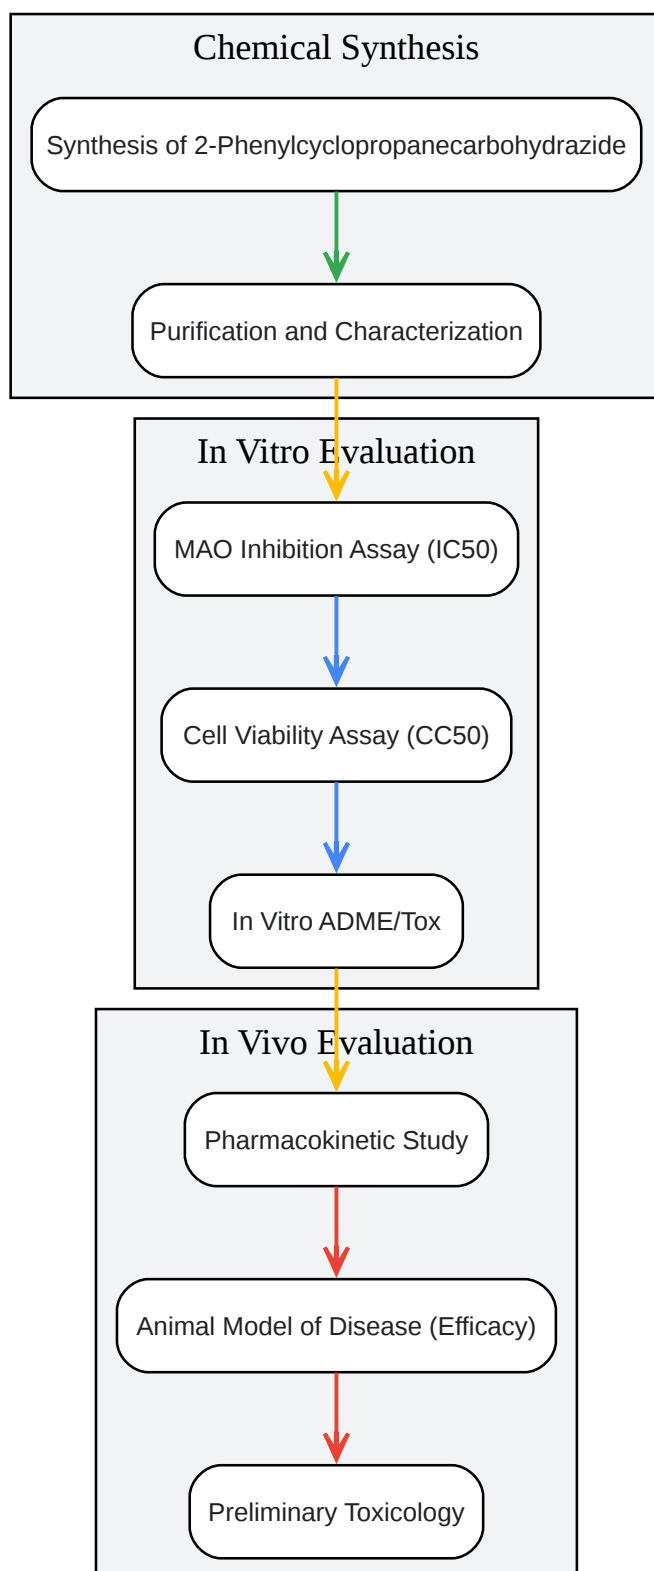 Chemical Synthesis
Synthesis of 2-Phenylcyclopropanecarbohydrazide
Purification and Characterization
In Vitro Evaluation
MAO Inhibition Assay (IC50)
Cell Viability Assay (CC50)
In Vitro ADME/Tox
In Vivo Evaluation
Pharmacokinetic Study
Animal Model of Disease (Efficacy)
Preliminary Toxicology